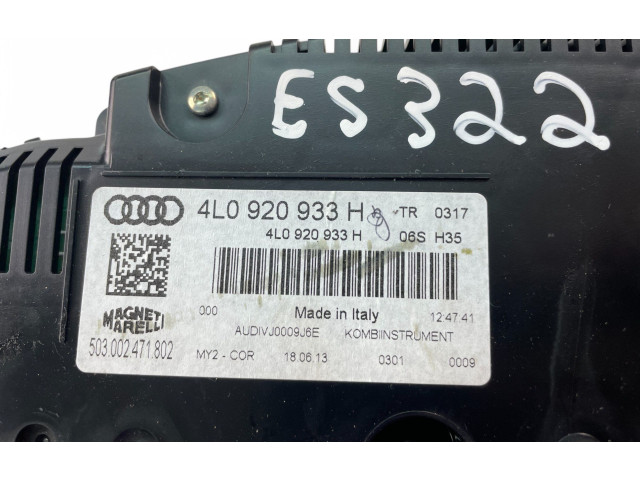 ES322
4L0 920 933 H TR 0317
4L0 920 933 H 06S H35
000 Made in Italy 12:47:41
AUDIVJ0009J6E KOMBIINSTRUMENT
MAGNETI MARELLI
503.002.471.802
MY2 - COR 18.06.13 0301 0009